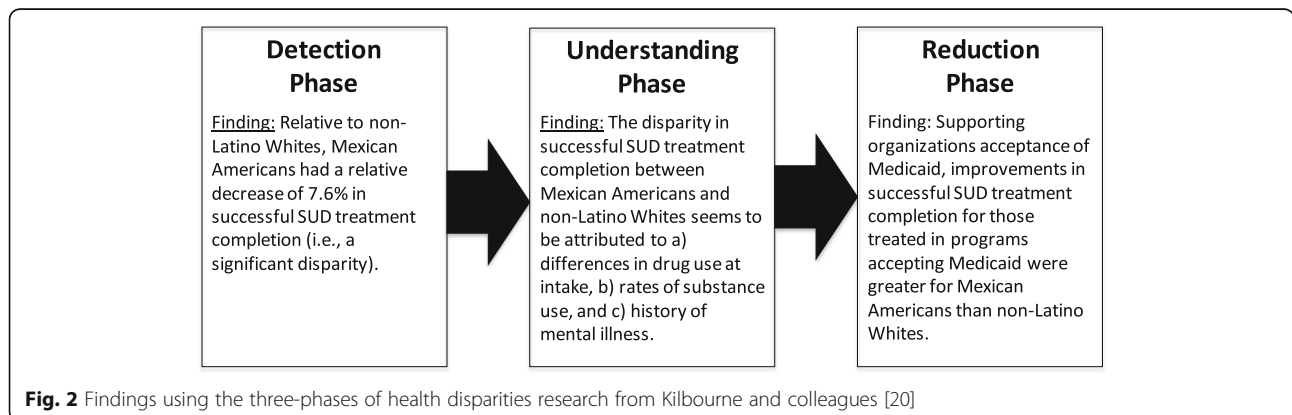 Detection
Phase
Finding: Relative to non-
Latino Whites, Mexican
Americans had a relative
decrease of 7.6% in
successful SUD treatment
completion (i.e., a
significant disparity).
Understanding
Phase
Finding: The disparity in
successful SUD treatment
completion between
Mexican Americans and
non-Latino Whites seems to
be attributed to a)
differences in drug use at
intake, b) rates of substance
use, and c) history of
mental illness.
Reduction
Phase
Finding: Supporting
organizations acceptance of
Medicaid, improvements in
successful SUD treatment
completion for those
treated in programs
accepting Medicaid were
greater for Mexican
Americans than non-Latino
Whites.
Fig. 2 Findings using the three-phases of health disparities research from Kilbourne and colleagues [20]